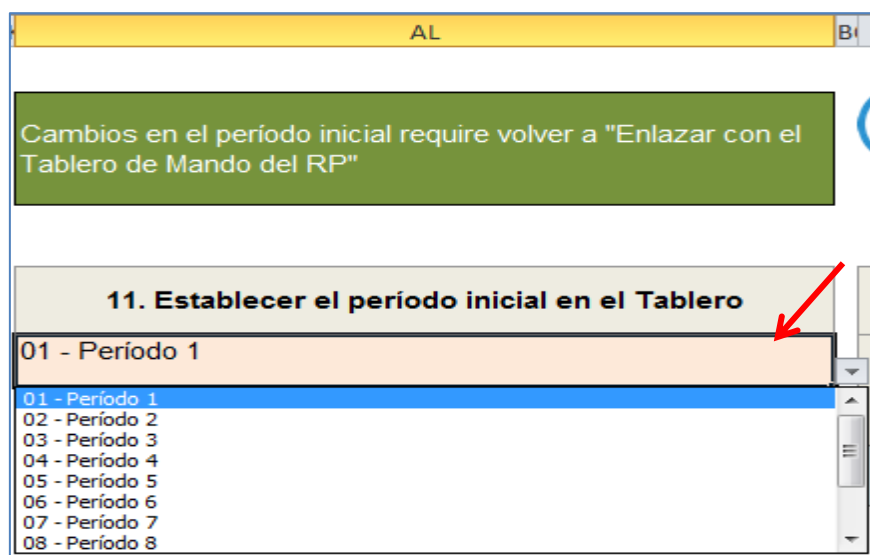 AL
Cambios en el período inicial require volver a "Enlazar con el
Tablero de Mando del RP"
11. Establecer el período inicial en el Tablero
01 - Período 1
01 - Período 1
02 - Período 2
03 - Período 3
04 - Período 4
05 - Período 5
06 - Período 6
07 - Período 7
08 - Período 8